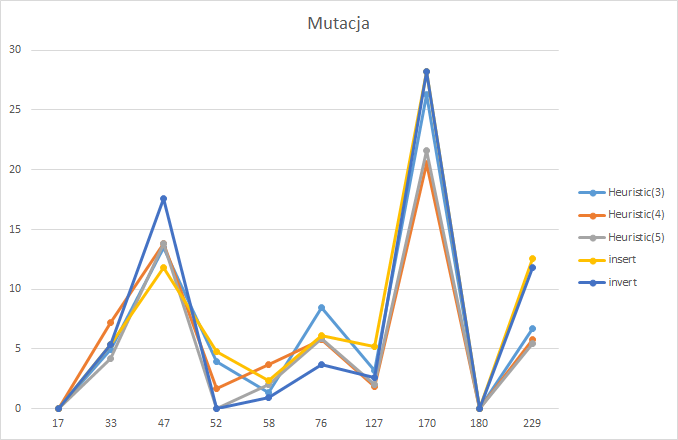 Mutacja
30
25
20
15
10
5
0
17 33 47 52 58 76 127 170 180 229
Heuristic(3)
Heuristic(4)
Heuristic(5)
insert
invert